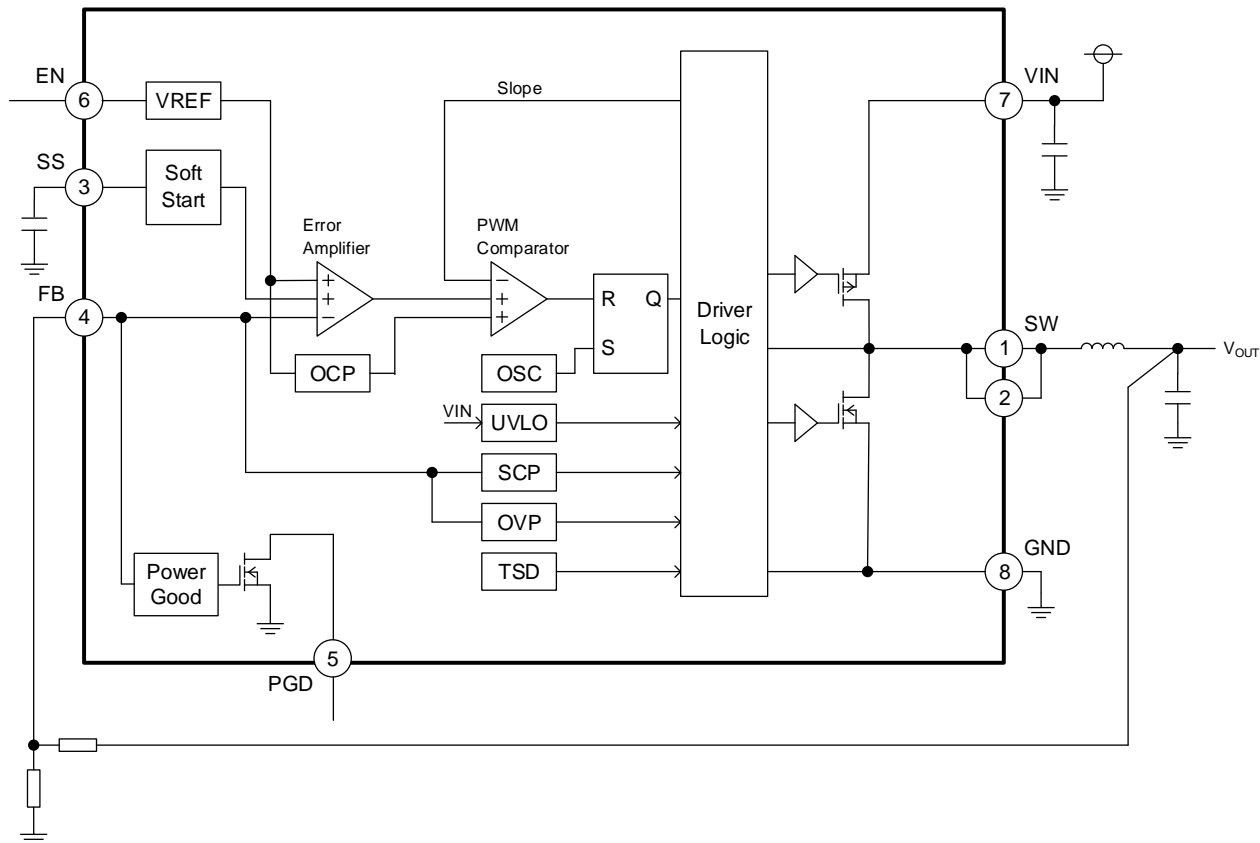 EN
6
VREF
Slope
VIN
7
SS
3
Soft
Start
Error
Amplifier
PWM
Comparator
FB
4
+
+
−
−
+
+
R
Q
S
Driver
Logic
SW
1
2
VOUT
OCP
OSC
VIN
UVLO
SCP
OVP
TSD
Power
Good
GND
8
5
PGD